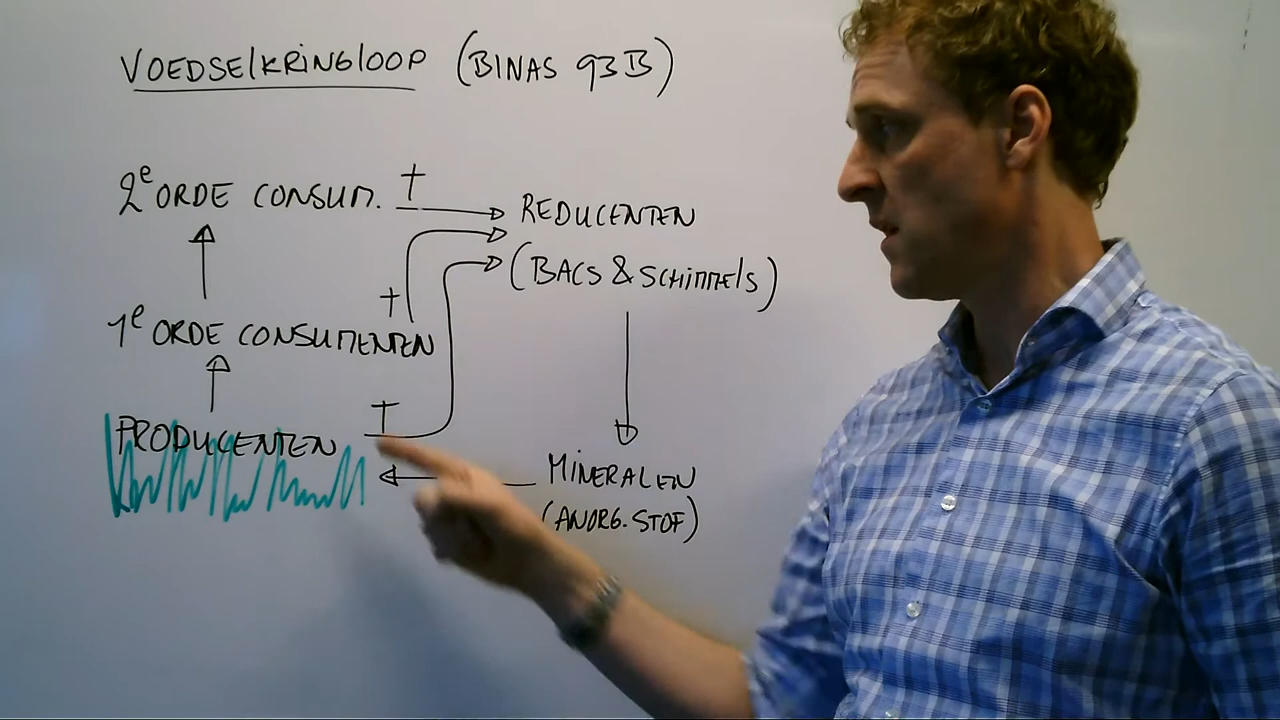 VOEDSELKRINGLOOP (BINAS 93B)
2e ORDE CONSUM. †
REDUCENTEN
(BACS & SCHIMMELS)
†
1e ORDE CONSUMENTEN
†
PRODUCENTEN
MINERALEN
(ANORG. STOF)